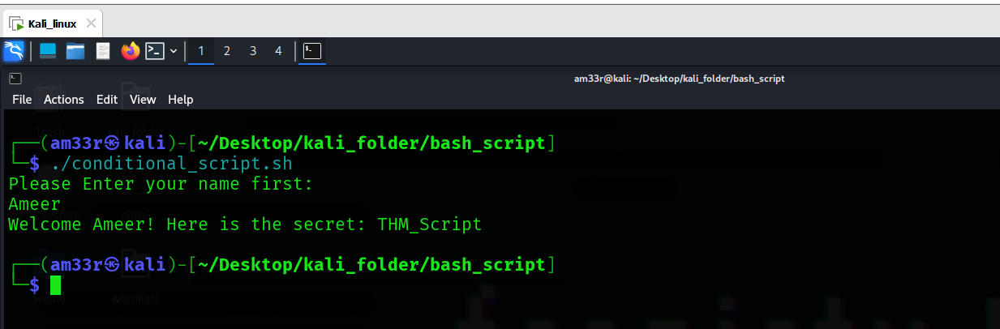 Kali_linux
1 2 3 4
am33r@kali: ~/Desktop/kali_folder/bash_script
File Actions Edit View Help
┌──(am33r㉿kali)-[~/Desktop/kali_folder/bash_script]
└─$ ./conditional_script.sh
Please Enter your name first:
Ameer
Welcome Ameer! Here is the secret: THM_Script
┌──(am33r㉿kali)-[~/Desktop/kali_folder/bash_script]
└─$
Home wordlists